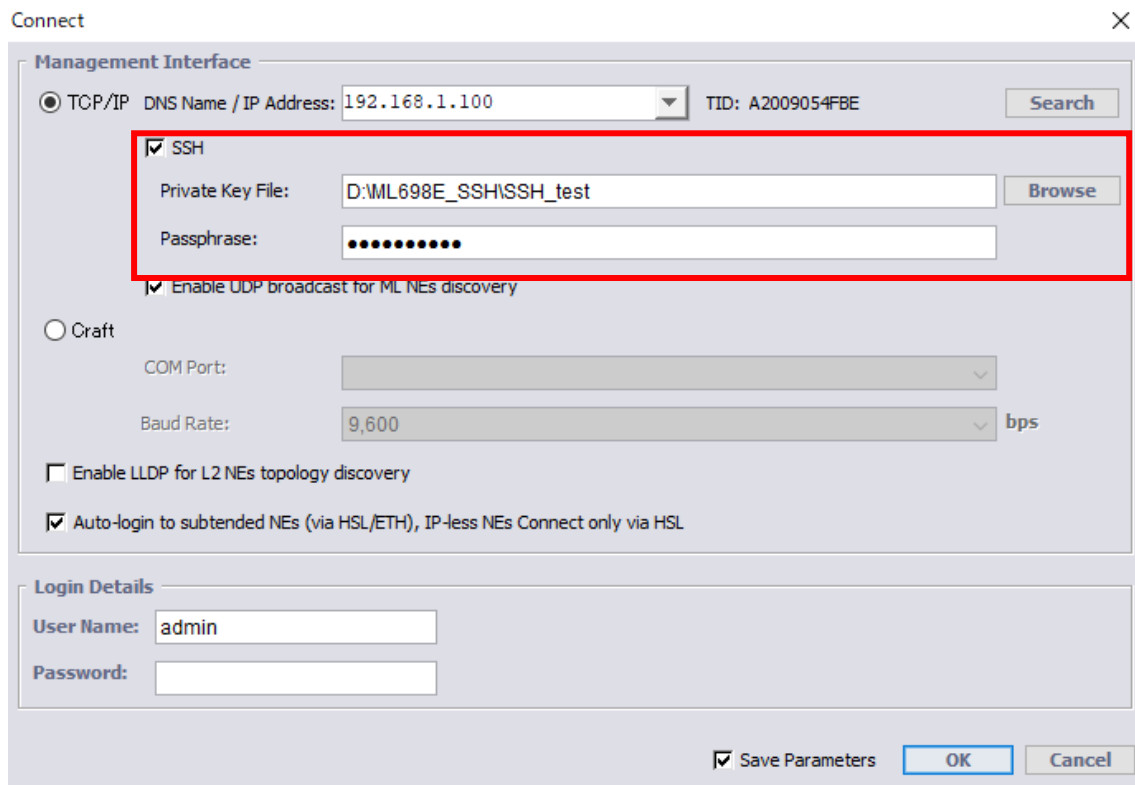 Connect
Management Interface
TCP/IP DNS Name / IP Address: 192.168.1.100 TID: A2009054FBE Search
SSH
Private Key File: D:\ML698E_SSH\SSH_test Browse
Passphrase: ●●●●●●●●●●
Enable UDP broadcast for ML NEs discovery
Craft
COM Port:
Baud Rate: 9,600 bps
Enable LLDP for L2 NEs topology discovery
Auto-login to subtended NEs (via HSL/ETH), IP-less NEs Connect only via HSL
Login Details
User Name: admin
Password:
Save Parameters OK Cancel